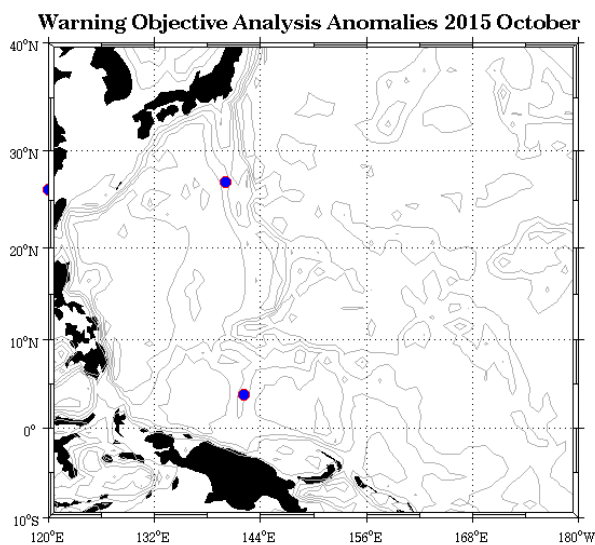 Warning Objective Analysis Anomalies 2015 October
40°N
30°N
20°N
10°N
0°
10°S
120°E 132°E 144°E 156°E 168°E 180°W